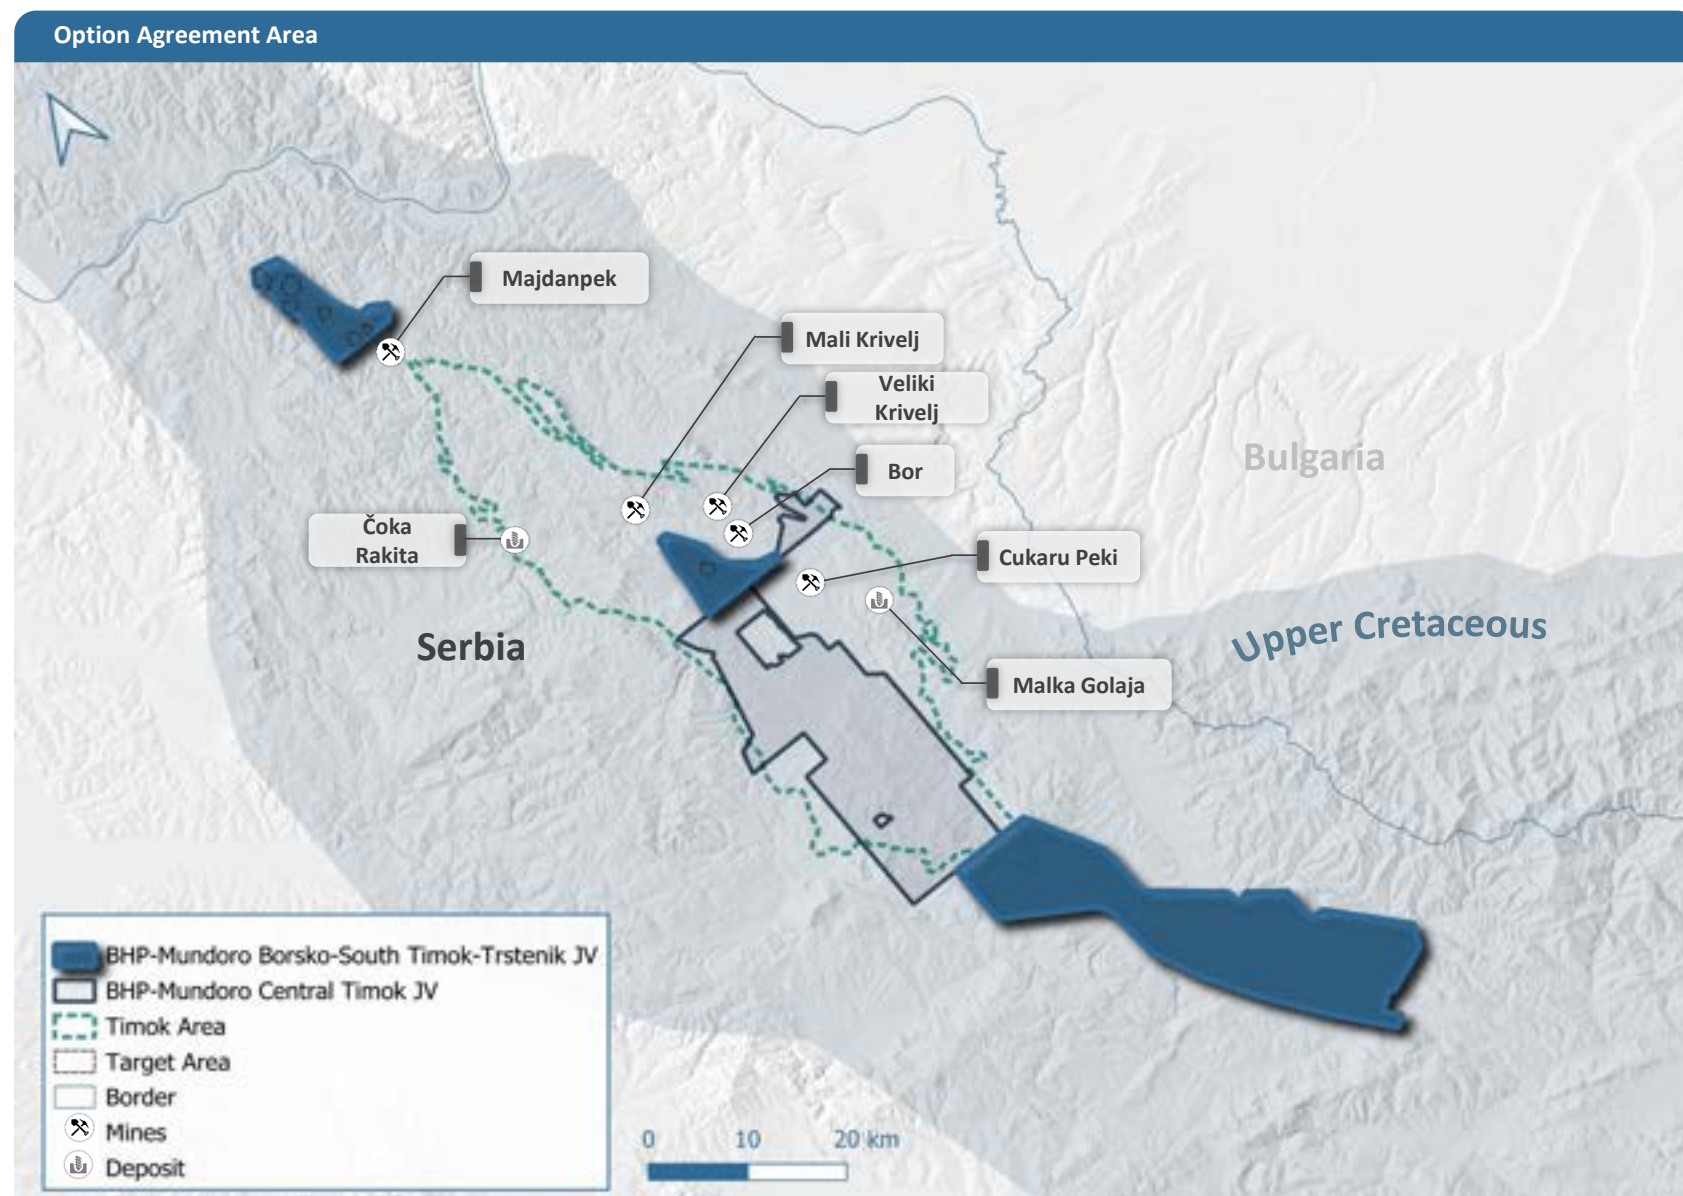 Option Agreement Area
Majdanpek
Mali Krivelj
Veliki
Krivelj
Bor
Bulgaria
Čoka
Rakita
Cukaru Peki
Serbia
Upper Cretaceous
Malka Golaja
BHP-Mundoro Borsko-South Timok-Trstenik JV
BHP-Mundoro Central Timok JV
Timok Area
Target Area
Border
Mines
Deposit
0 10 20 km